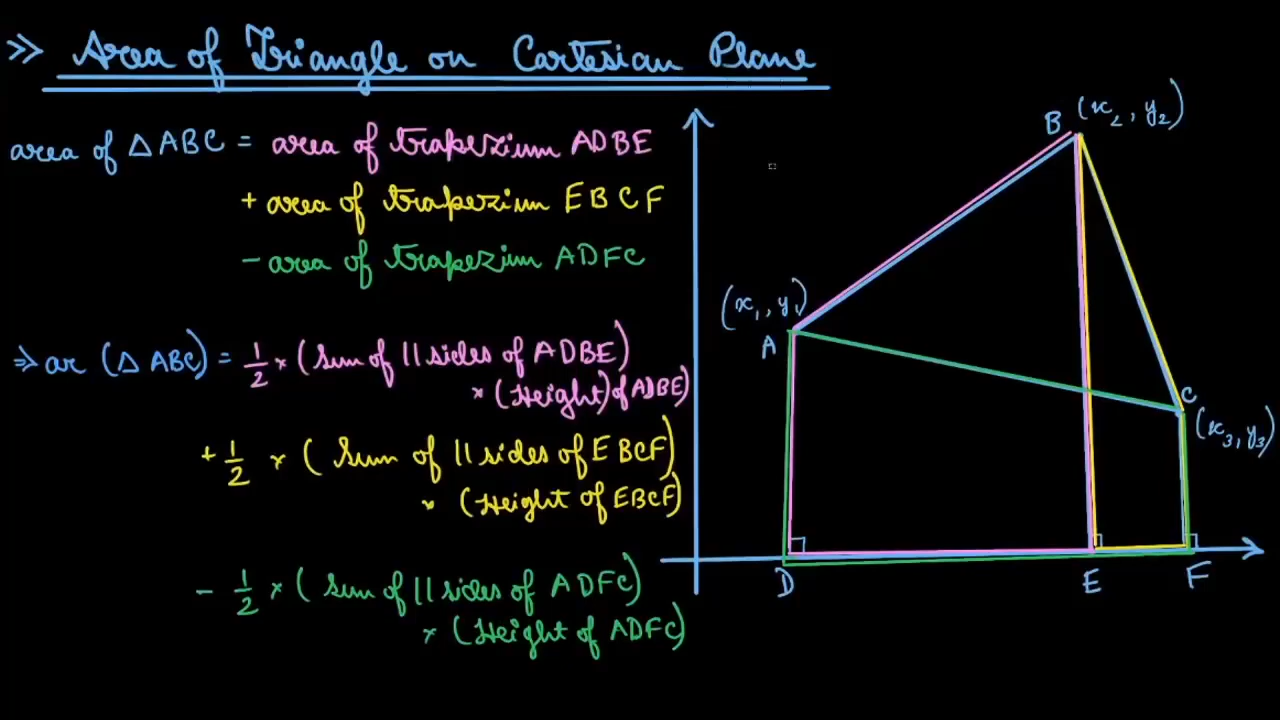 >> Area of Triangle on Cartesian Plane
area of △ ABC = area of trapezium ADBE
+ area of trapezium EBCF
- area of trapezium ADFC
⇒ ar (△ ABC) = 1/2 × (Sum of || sides of ADBE)
× (Height) of ADBE)
+ 1/2 × (Sum of || sides of EBCF)
× (Height of EBCF)
- 1/2 × (Sum of || sides of ADFC)
× (Height of ADFC)
B (x₂, y₂)
(x₁, y₁)
A
C
(x₃, y₃)
D E F